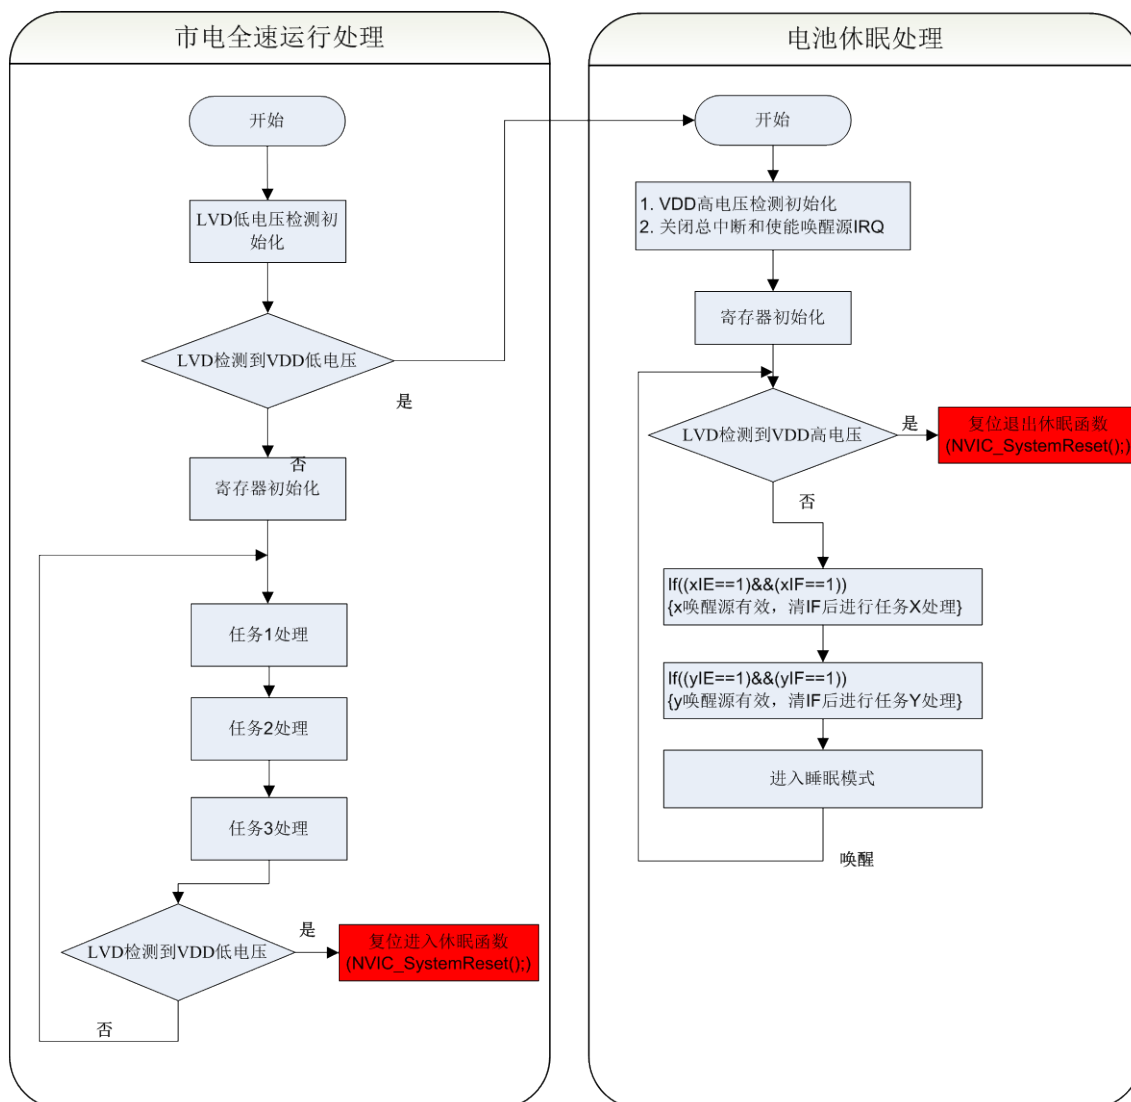 市电全速运行处理
开始
LVD低电压检测初
始化
LVD检测到VDD低电压
是
否
寄存器初始化
任务1处理
任务2处理
任务3处理
LVD检测到VDD低电压
是
复位进入休眠函数
(NVIC_SystemReset();)
否
电池休眠处理
开始
1. VDD高电压检测初始化
2. 关闭总中断和使能唤醒源IRQ
寄存器初始化
LVD检测到VDD高电压
是
复位退出休眠函数
(NVIC_SystemReset();)
否
If((xIE==1)&&(xIF==1))
{x唤醒源有效，清IF后进行任务X处理}
If((yIE==1)&&(yIF==1))
{y唤醒源有效，清IF后进行任务Y处理}
进入睡眠模式
唤醒